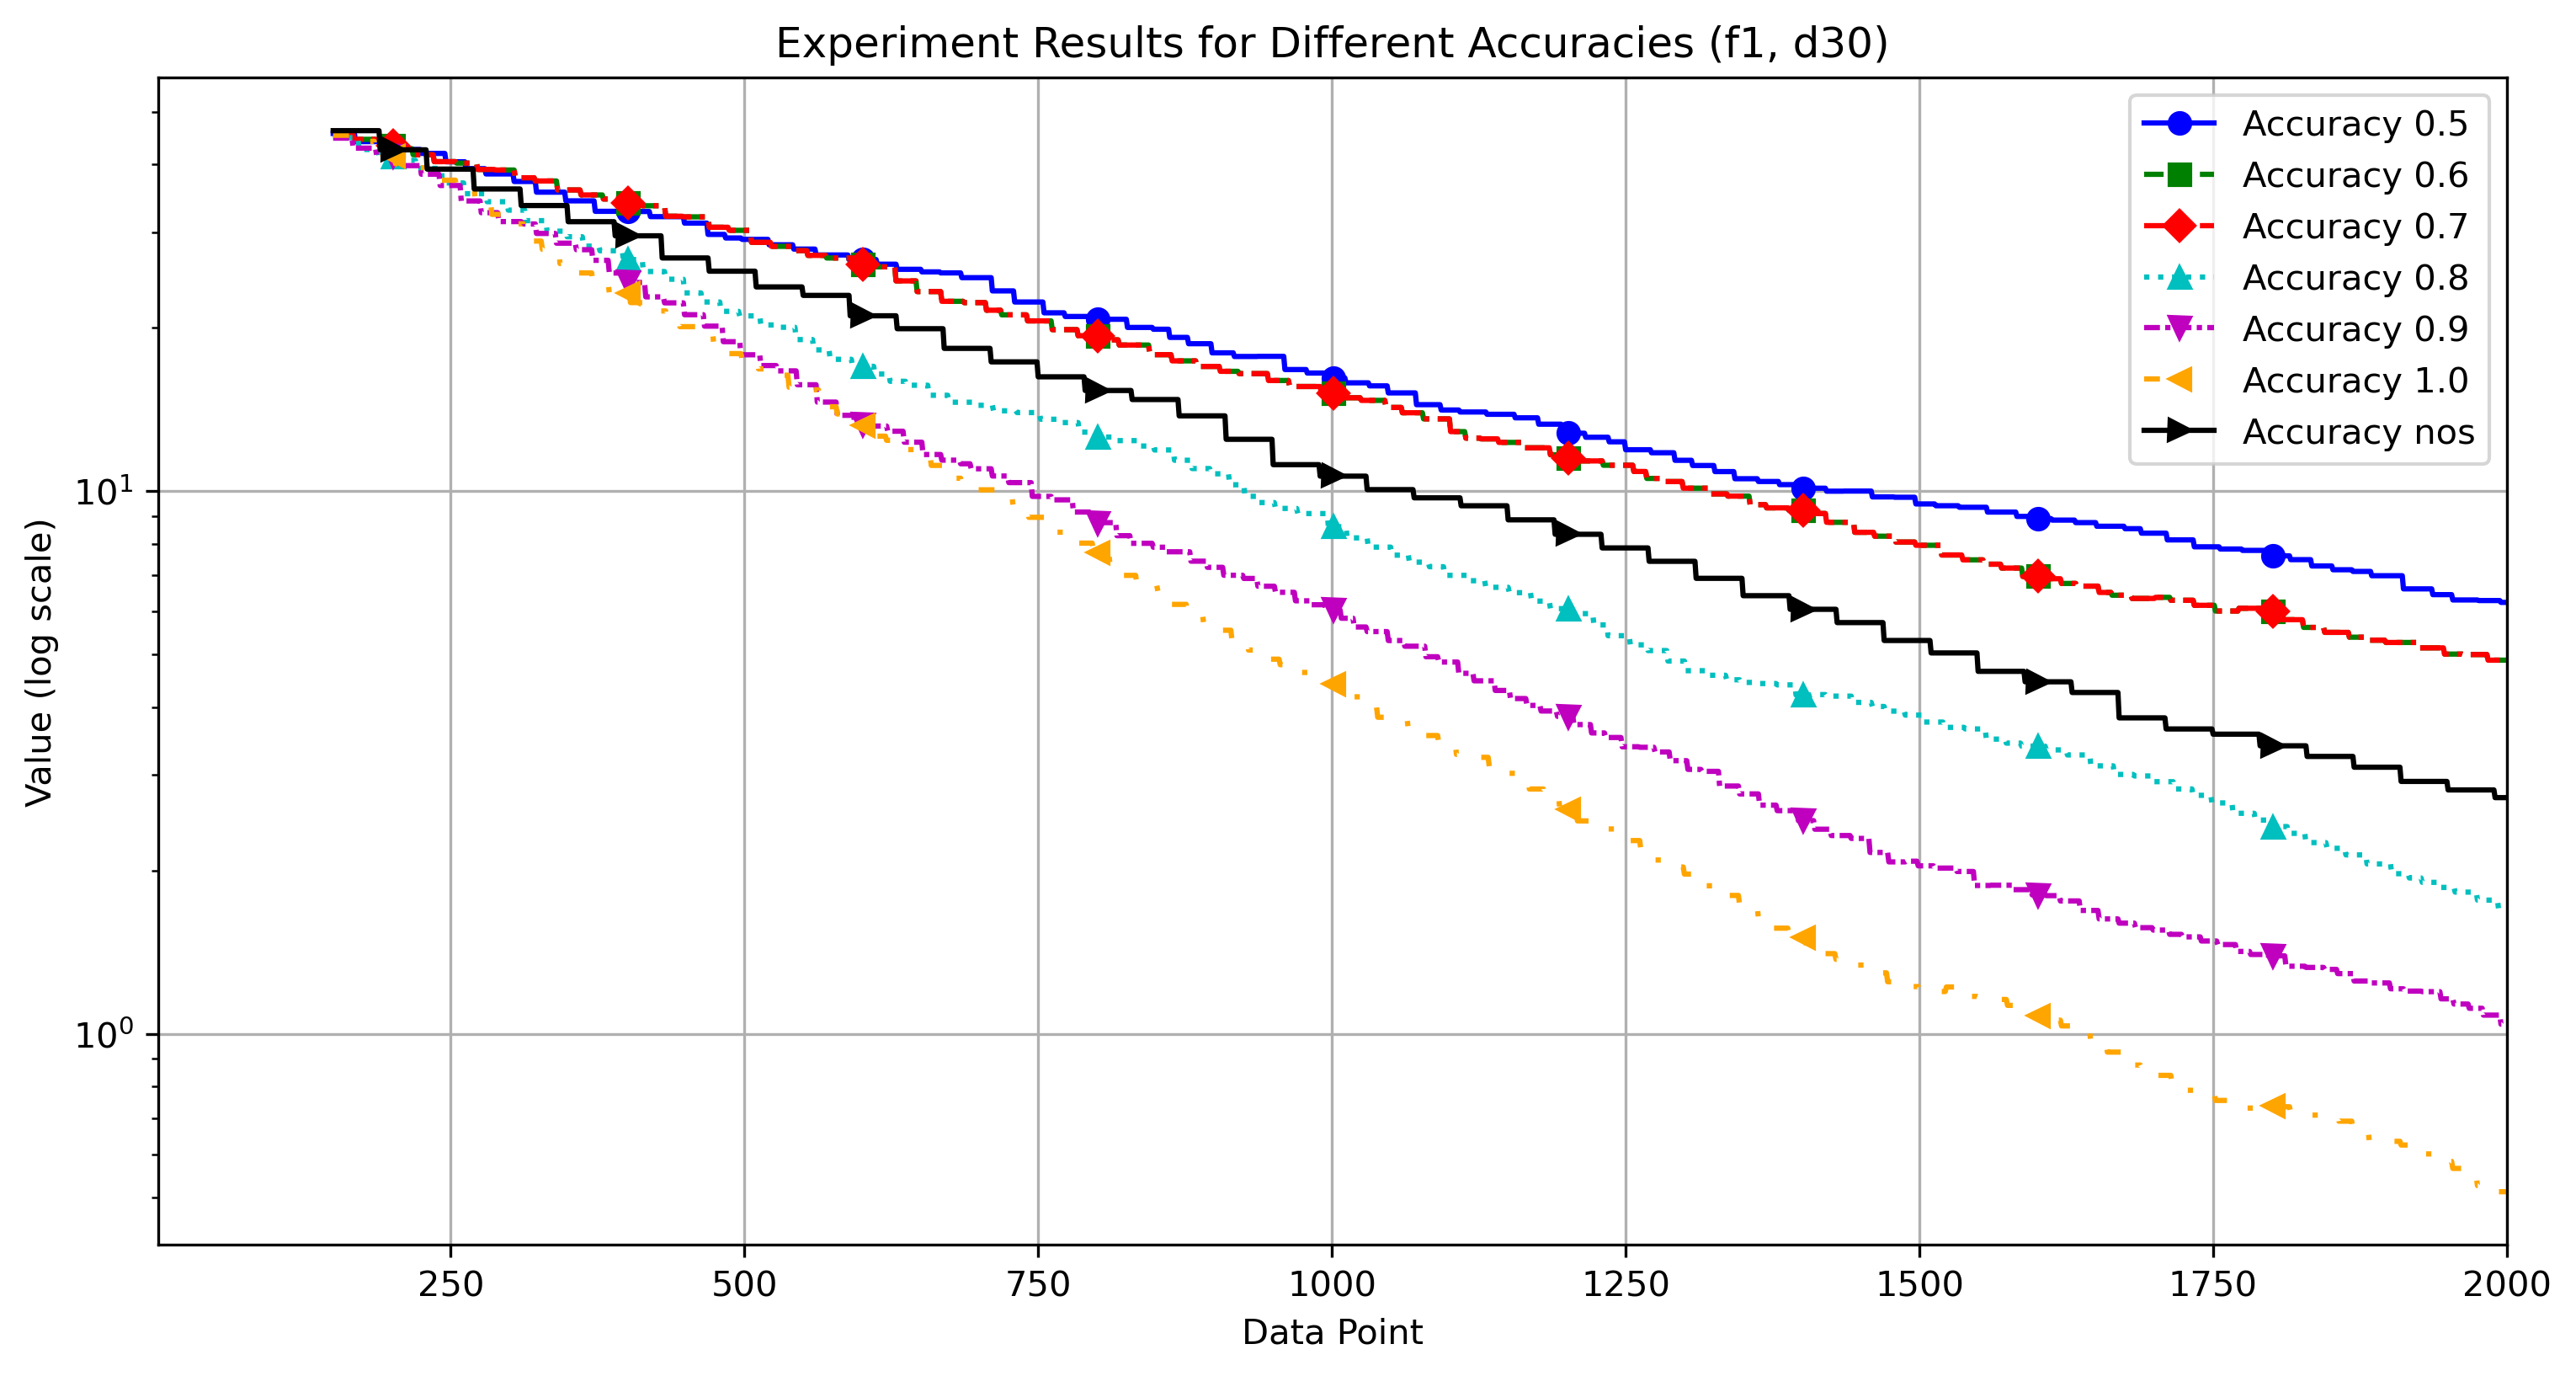 Experiment Results for Different Accuracies (f1, d30)
Accuracy 0.5
Accuracy 0.6
Accuracy 0.7
Accuracy 0.8
Accuracy 0.9
Accuracy 1.0
Accuracy nos
Value (log scale)
10¹
10⁰
250 500 750 1000 1250 1500 1750 2000
Data Point